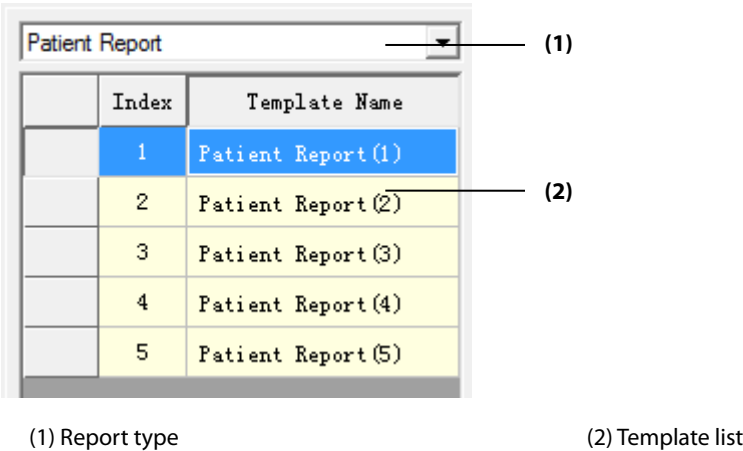 Patient Report (1)
Index Template Name
1 Patient Report(1)
2 Patient Report(2) (2)
3 Patient Report(3)
4 Patient Report(4)
5 Patient Report(5)
(1) Report type (2) Template list